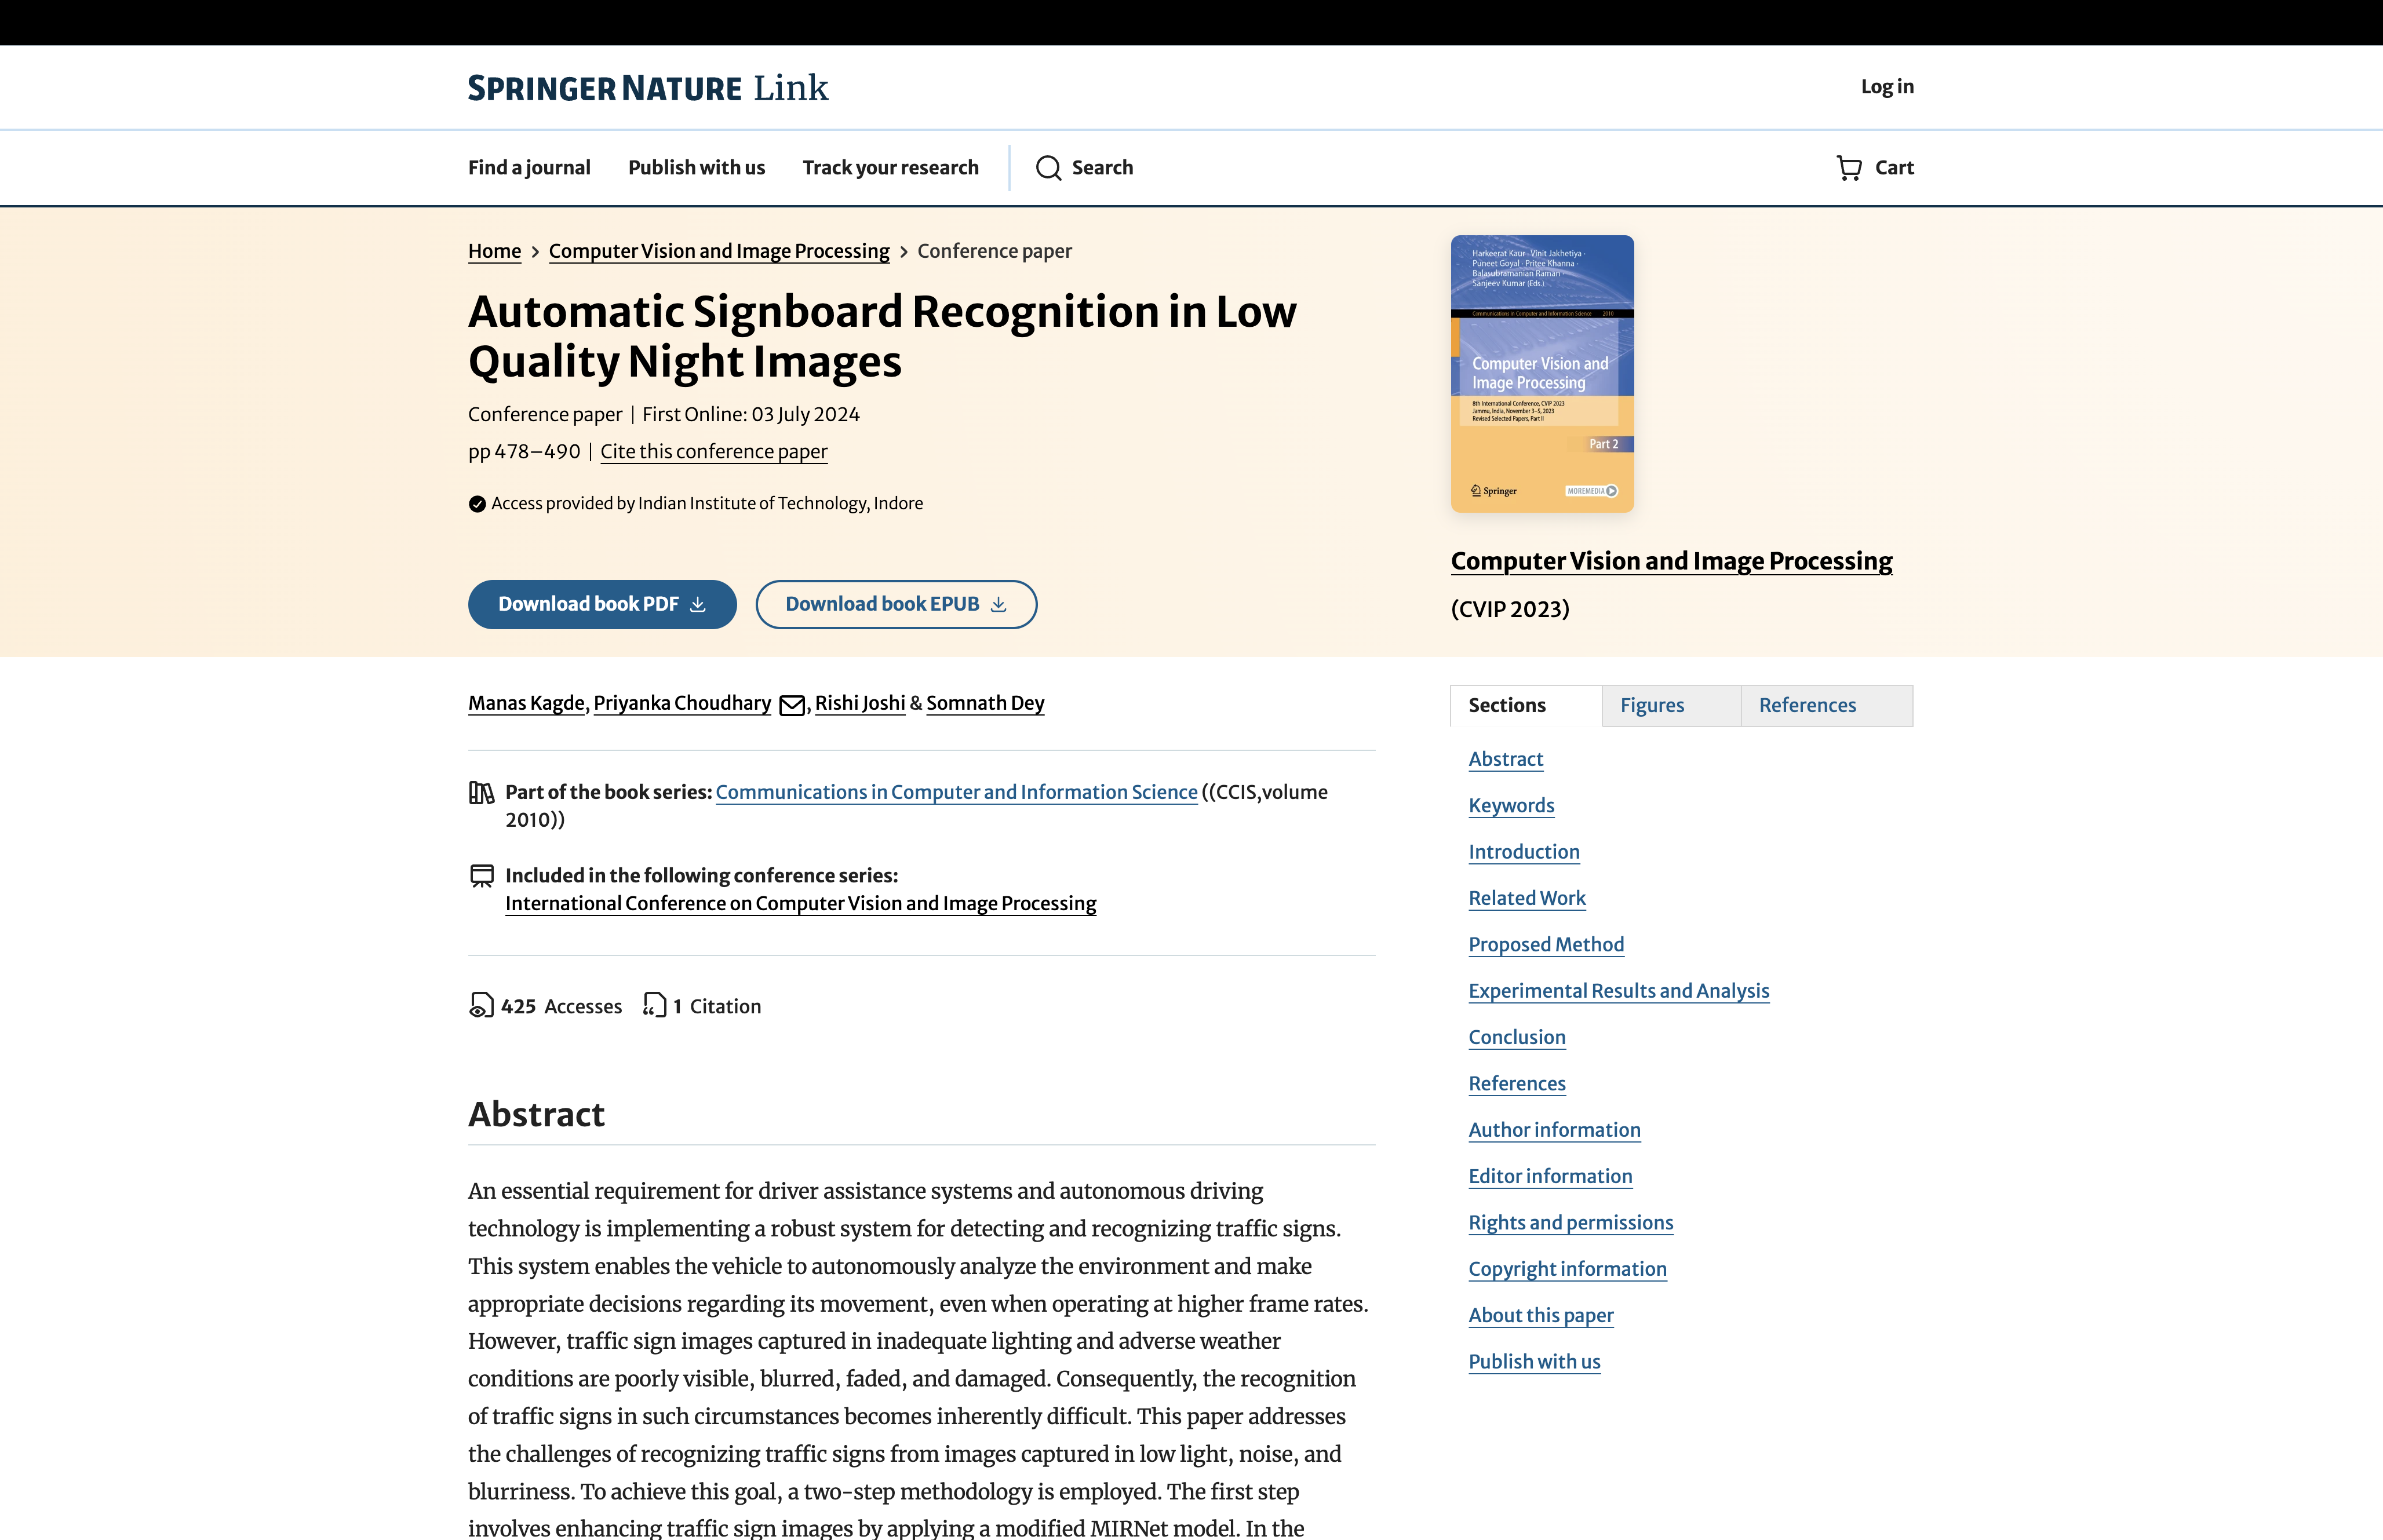 SPRINGER NATURE Link
Log in
Find a journal
Publish with us
Track your research
Search
Cart
Home > Computer Vision and Image Processing > Conference paper
Automatic Signboard Recognition in Low
Quality Night Images
Conference paper | First Online: 03 July 2024
pp 478–490 | Cite this conference paper
Access provided by Indian Institute of Technology, Indore
Download book PDF
Download book EPUB
Harkeerat Kaur · Vinit Jakhetiya ·
Puneet Goyal · Pritee Khanna ·
Balasubramanian Raman ·
Sanjeev Kumar (Eds.)
Communications in Computer and Information Science 2010
Computer Vision and
Image Processing
8th International Conference, CVIP 2023
Jammu, India, November 3–5, 2023
Revised Selected Papers, Part II
Part 2
Springer
MOREMEDIA
Computer Vision and Image Processing
(CVIP 2023)
Manas Kagde, Priyanka Choudhary, Rishi Joshi & Somnath Dey
Part of the book series: Communications in Computer and Information Science ((CCIS,volume
2010))
Included in the following conference series:
International Conference on Computer Vision and Image Processing
425 Accesses
1 Citation
Abstract
An essential requirement for driver assistance systems and autonomous driving
technology is implementing a robust system for detecting and recognizing traffic signs.
This system enables the vehicle to autonomously analyze the environment and make
appropriate decisions regarding its movement, even when operating at higher frame rates.
However, traffic sign images captured in inadequate lighting and adverse weather
conditions are poorly visible, blurred, faded, and damaged. Consequently, the recognition
of traffic signs in such circumstances becomes inherently difficult. This paper addresses
the challenges of recognizing traffic signs from images captured in low light, noise, and
blurriness. To achieve this goal, a two-step methodology is employed. The first step
involves enhancing traffic sign images by applying a modified MIRNet model. In the
Sections
Figures
References
Abstract
Keywords
Introduction
Related Work
Proposed Method
Experimental Results and Analysis
Conclusion
References
Author information
Editor information
Rights and permissions
Copyright information
About this paper
Publish with us